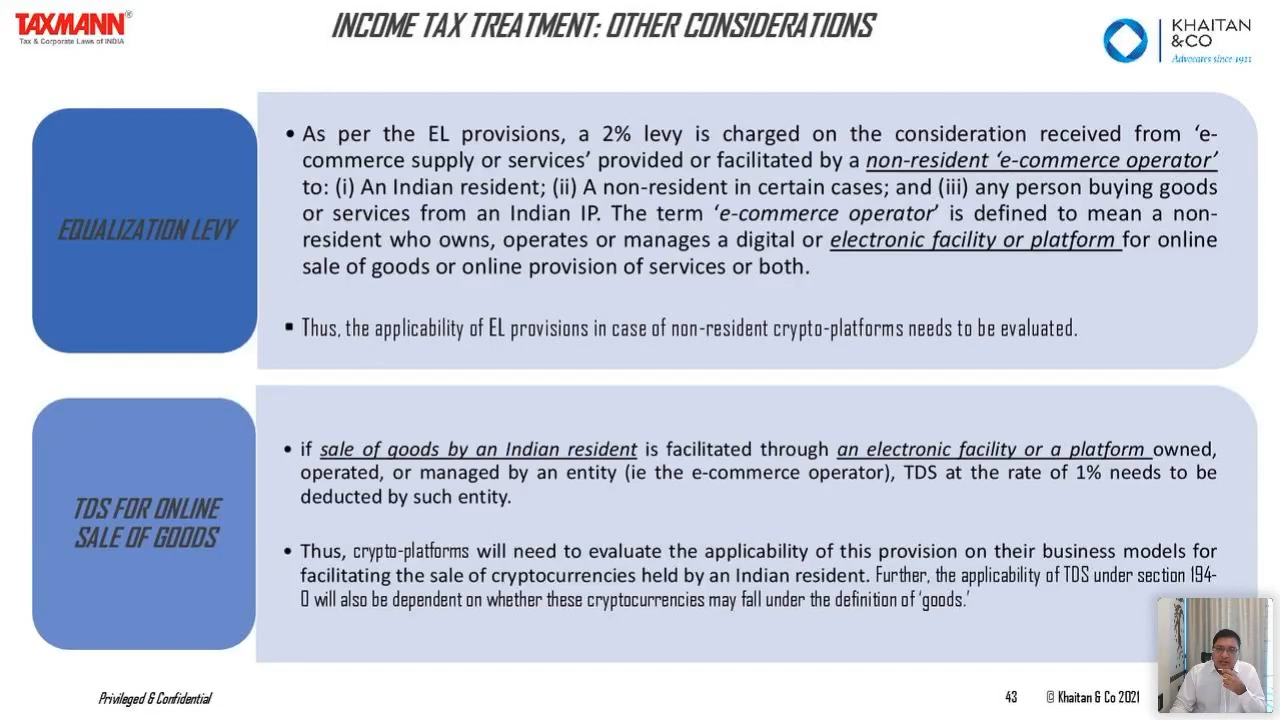 TAXMANN®
Tax & Corporate Laws of INDIA
INCOME TAX TREATMENT: OTHER CONSIDERATIONS
KHAITAN
&CO
Advocates since 1911
EQUALIZATION LEVY
• As per the EL provisions, a 2% levy is charged on the consideration received from ‘e-
commerce supply or services’ provided or facilitated by a non-resident ‘e-commerce operator’
to: (i) An Indian resident; (ii) A non-resident in certain cases; and (iii) any person buying goods
or services from an Indian IP. The term ‘e-commerce operator’ is defined to mean a non-
resident who owns, operates or manages a digital or electronic facility or platform for online
sale of goods or online provision of services or both.
▪ Thus, the applicability of EL provisions in case of non-resident crypto-platforms needs to be evaluated.
TDS FOR ONLINE
SALE OF GOODS
• if sale of goods by an Indian resident is facilitated through an electronic facility or a platform owned,
operated, or managed by an entity (ie the e-commerce operator), TDS at the rate of 1% needs to be
deducted by such entity.
• Thus, crypto-platforms will need to evaluate the applicability of this provision on their business models for
facilitating the sale of cryptocurrencies held by an Indian resident. Further, the applicability of TDS under section 194-
O will also be dependent on whether these cryptocurrencies may fall under the definition of ‘goods.’
Privileged & Confidential
43
© Khaitan & Co 2021